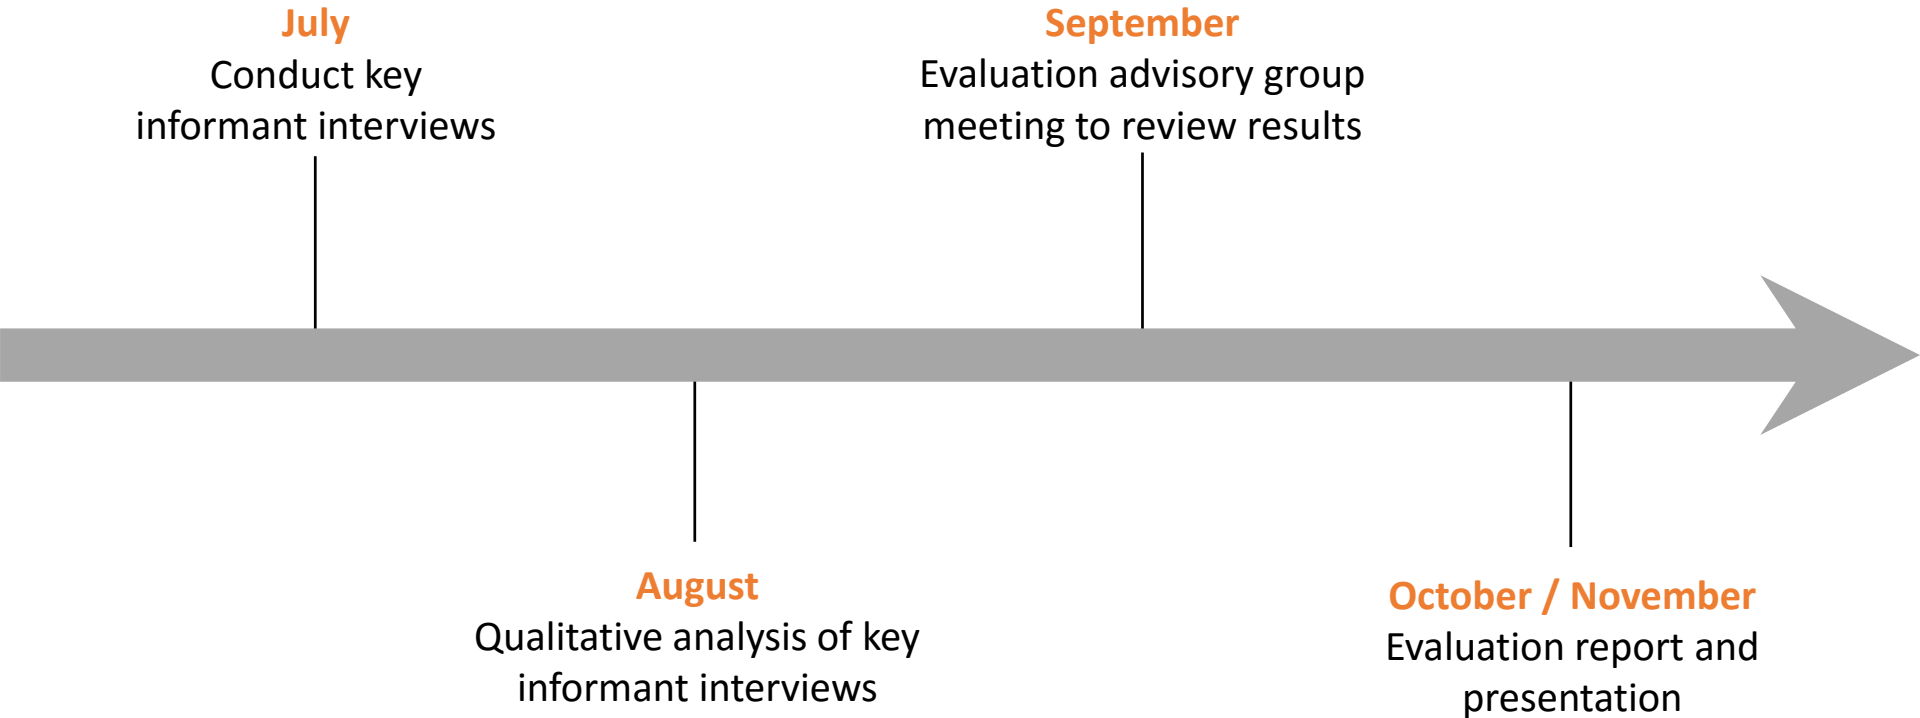 July
Conduct key
informant interviews
August
Qualitative analysis of key
informant interviews
September
Evaluation advisory group
meeting to review results
October / November
Evaluation report and
presentation